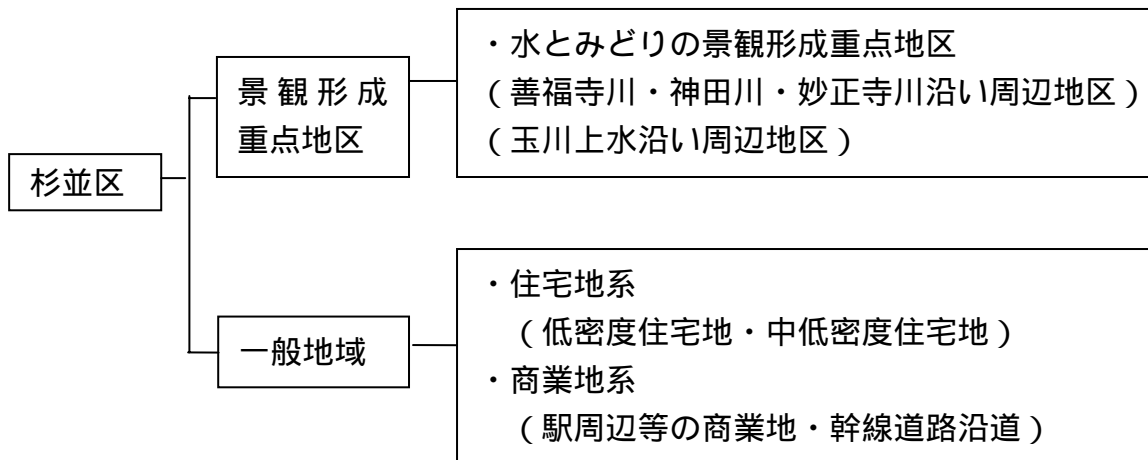 杉並区
景観形成
重点地区
・水とみどりの景観形成重点地区
(善福寺川・神田川・妙正寺川沿い周辺地区)
(玉川上水沿い周辺地区)
一般地域
・住宅地系
(低密度住宅地・中低密度住宅地)
・商業地系
(駅周辺等の商業地・幹線道路沿道)